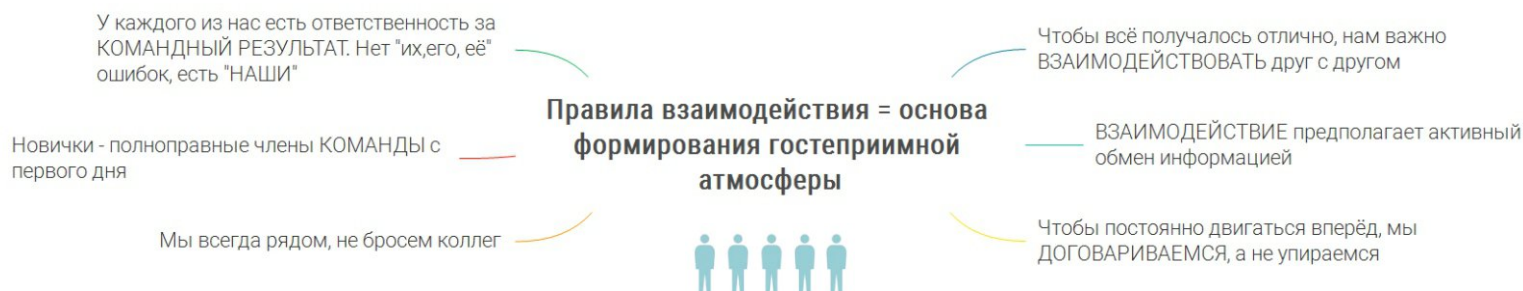 У каждого из нас есть ответственность за
КОМАНДНЫЙ РЕЗУЛЬТАТ. Нет "их,его, её"
ошибок, есть "НАШИ"
Новички - полноправные члены КОМАНДЫ с
первого дня
Мы всегда рядом, не бросем коллег
Правила взаимодействия = основа
формирования гостеприимной
атмосферы
Чтобы всё получалось отлично, нам важно
ВЗАИМОДЕЙСТВОВАТЬ друг с другом
ВЗАИМОДЕЙСТВИЕ предполагает активный
обмен информацией
Чтобы постоянно двигаться вперёд, мы
ДОГОВАРИВАЕМСЯ, а не упираемся